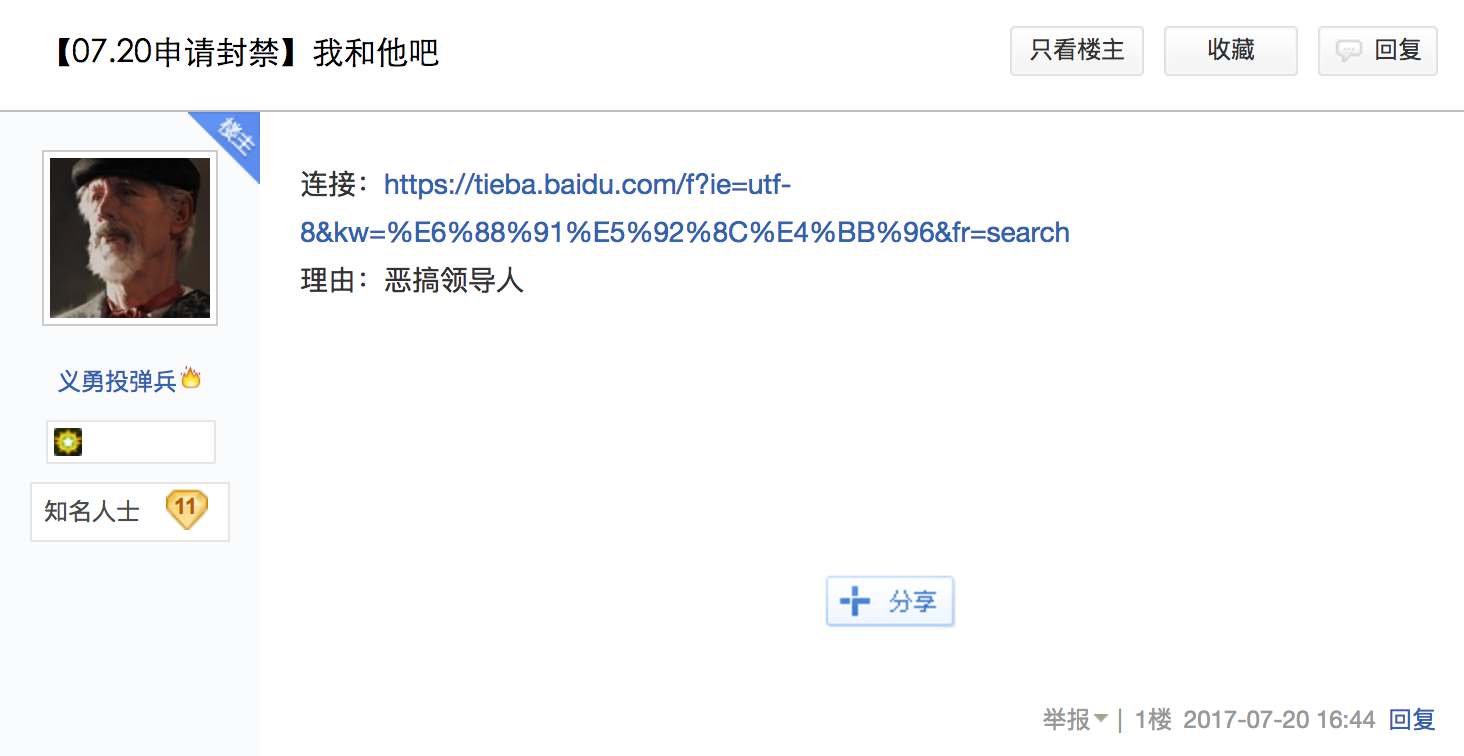 【07.20申请封禁】我和他吧
只看楼主
收藏
回复
楼主
连接：https://tieba.baidu.com/f?ie=utf-
8&kw=%E6%88%91%E5%92%8C%E4%BB%96&fr=search
理由：恶搞领导人
义勇投弹兵
知名人士 11
分享
举报 | 1楼 2017-07-20 16:44 回复